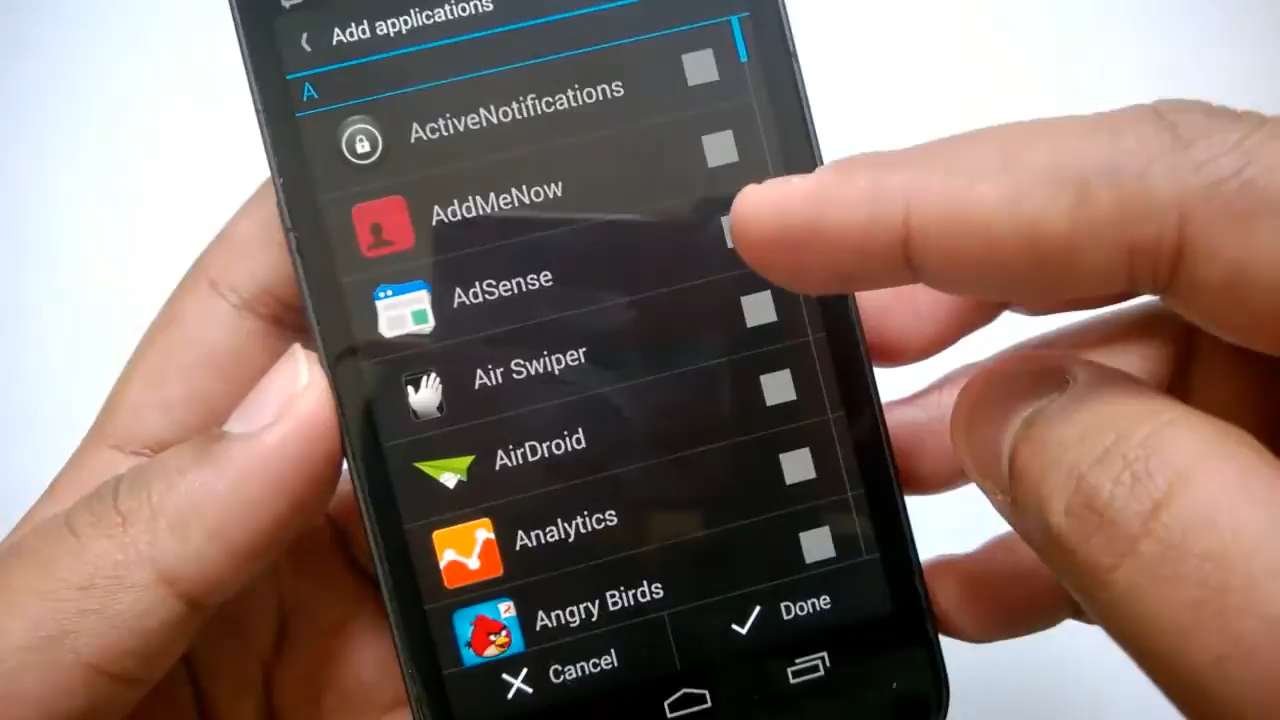 Add applications
A
ActiveNotifications
AddMeNow
AdSense
Air Swiper
AirDroid
Analytics
Angry Birds
Cancel
Done